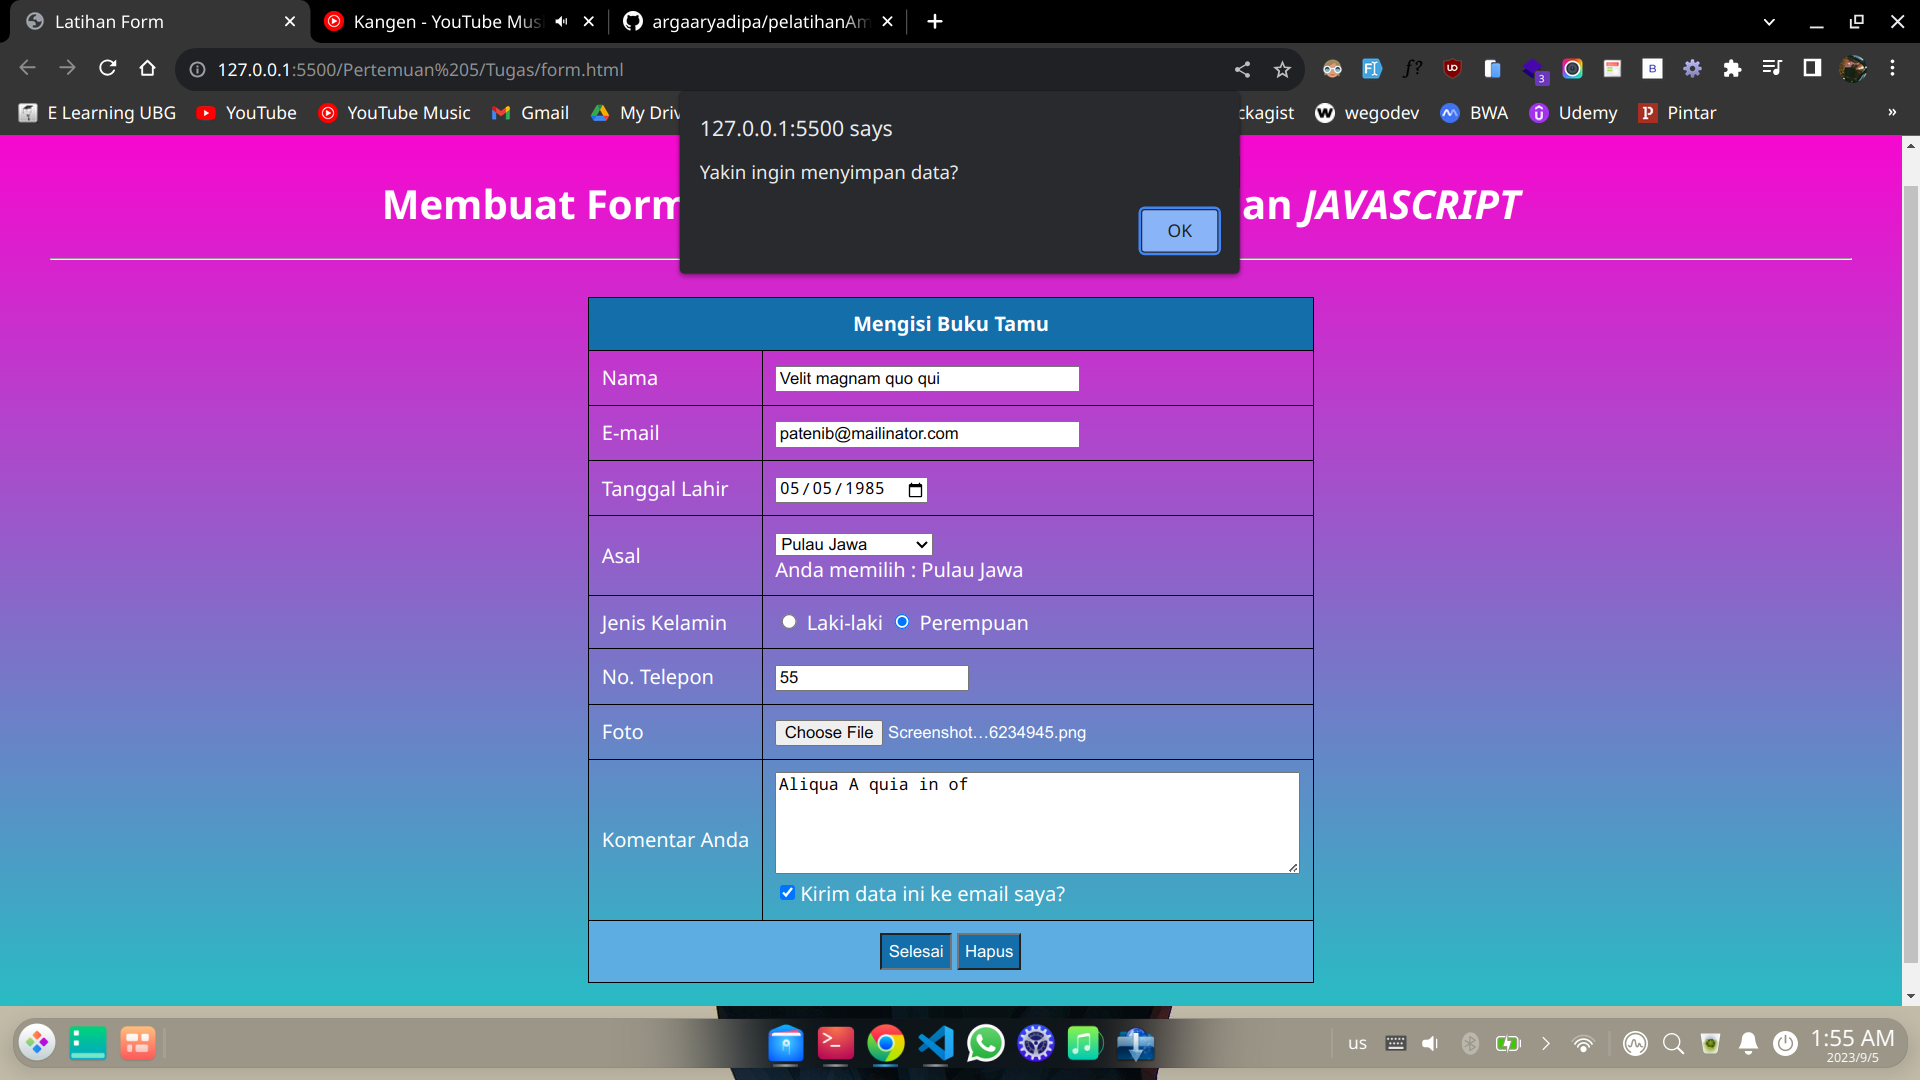 Latihan Form
Kangen - YouTube Mus
argaaryadipa/pelatihanAm
127.0.0.1:5500/Pertemuan%205/Tugas/form.html
3
E Learning UBG
YouTube
YouTube Music
Gmail
My Driv
ckagist
wegodev
BWA
Udemy
Pintar
127.0.0.1:5500 says
Yakin ingin menyimpan data?
OK
Membuat Form
an JAVASCRIPT
Mengisi Buku Tamu
Nama
Velit magnam quo qui
E-mail
patenib@mailinator.com
Tanggal Lahir
05/05/1985
Asal
Pulau Jawa
Anda memilih : Pulau Jawa
Jenis Kelamin
Laki-laki
Perempuan
No. Telepon
55
Foto
Choose File
Screenshot…6234945.png
Komentar Anda
Aliqua A quia in of
Kirim data ini ke email saya?
Selesai
Hapus
us
1:55 AM
2023/9/5